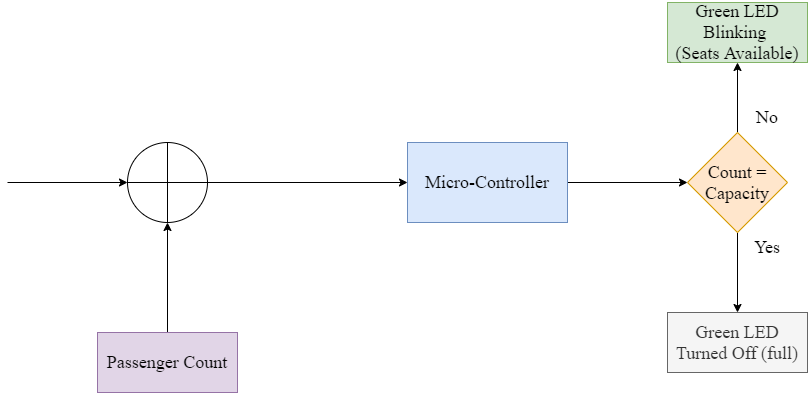 Green LED
Blinking
(Seats Available)
No
Micro-Controller
Count =
Capacity
Yes
Passenger Count
Green LED
Turned Off (full)